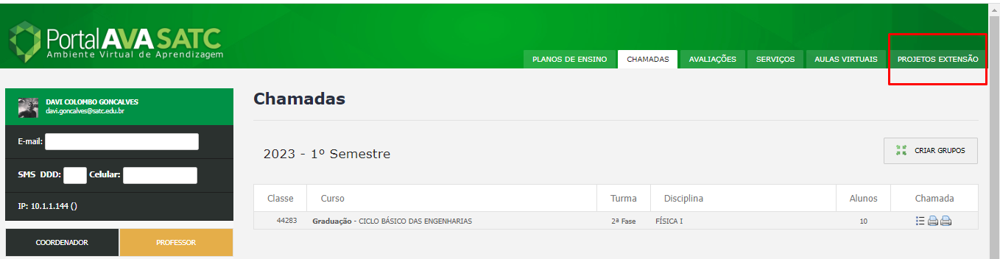 Portal AVA SATC
Ambiente Virtual de Aprendizagem
PLANOS DE ENSINO CHAMADAS AVALIAÇÕES SERVIÇOS AULAS VIRTUAIS PROJETOS EXTENSÃO
DAVI COLOMBO GONCALVES
davi.goncalves@satc.edu.br
E-mail:
SMS DDD: Celular:
IP: 10.1.1.144 ()
COORDENADOR PROFESSOR
Chamadas
2023 - 1º Semestre
CRIAR GRUPOS
Classe Curso Turma Disciplina Alunos Chamada
44283 Graduação - CICLO BÁSICO DAS ENGENHARIAS 2ª Fase FÍSICA I 10